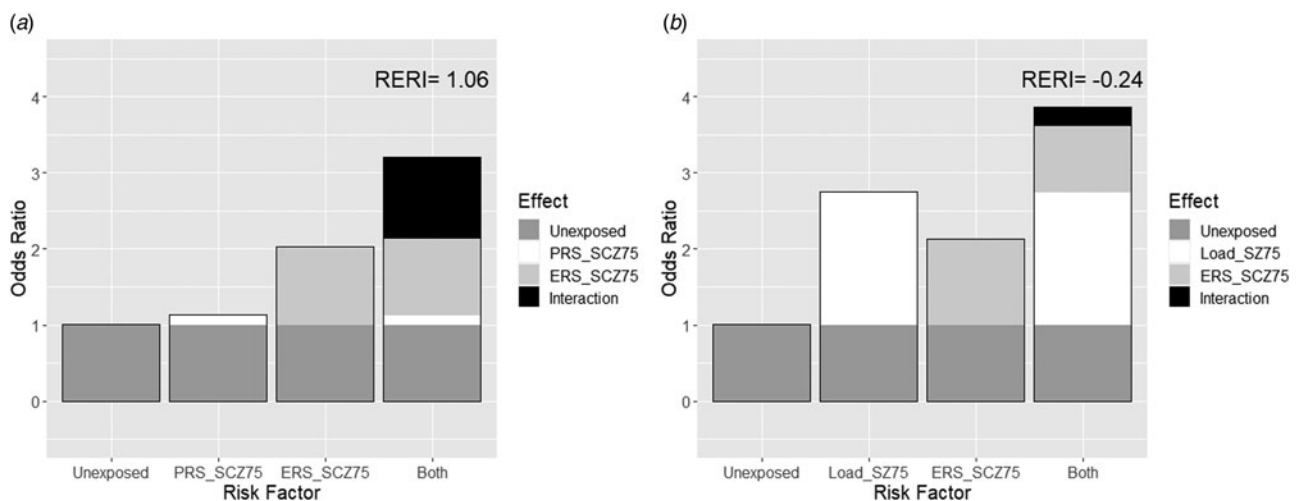 (a)
RERI= 1.06
4
3
2
1
0
Odds Ratio
Unexposed PRS_SCZ75 ERS_SCZ75 Both
Risk Factor
Effect
Unexposed
PRS_SCZ75
ERS_SCZ75
Interaction
(b)
RERI= -0.24
4
3
2
1
0
Odds Ratio
Unexposed Load_SZ75 ERS_SCZ75 Both
Risk Factor
Effect
Unexposed
Load_SZ75
ERS_SCZ75
Interaction